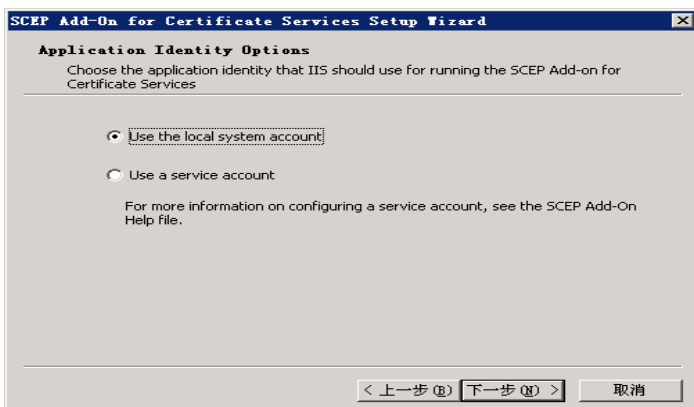 SCEP Add-On for Certificate Services Setup Wizard
Application Identity Options
Choose the application identity that IIS should use for running the SCEP Add-on for
Certificate Services
Use the local system account
Use a service account
For more information on configuring a service account, see the SCEP Add-On
Help file.
< 上一步(B) 下一步(N) > 取消